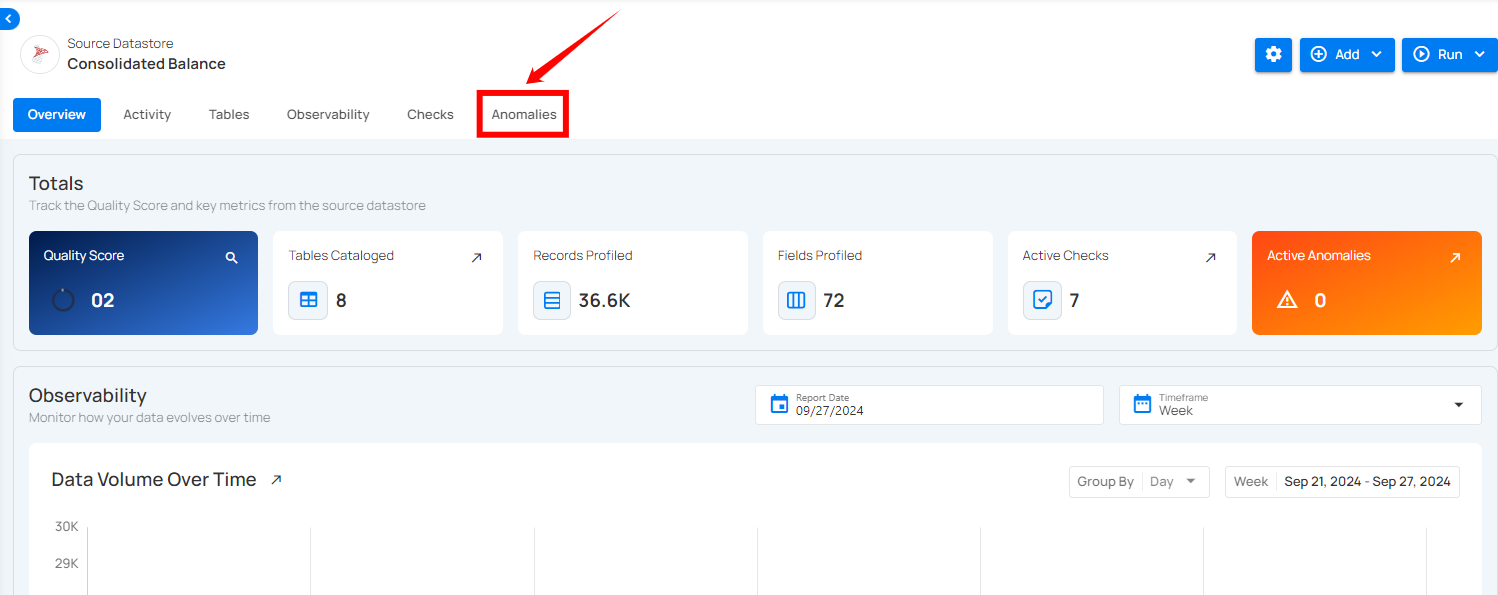 Source Datastore
Consolidated Balance
Add
Run
Overview
Activity
Tables
Observability
Checks
Anomalies
Totals
Track the Quality Score and key metrics from the source datastore
Quality Score
02
Tables Cataloged
8
Records Profiled
36.6K
Fields Profiled
72
Active Checks
7
Active Anomalies
0
Observability
Monitor how your data evolves over time
Report Date
09/27/2024
Timeframe
Week
Data Volume Over Time
Group By Day
Week Sep 21, 2024 - Sep 27, 2024
30K
29K